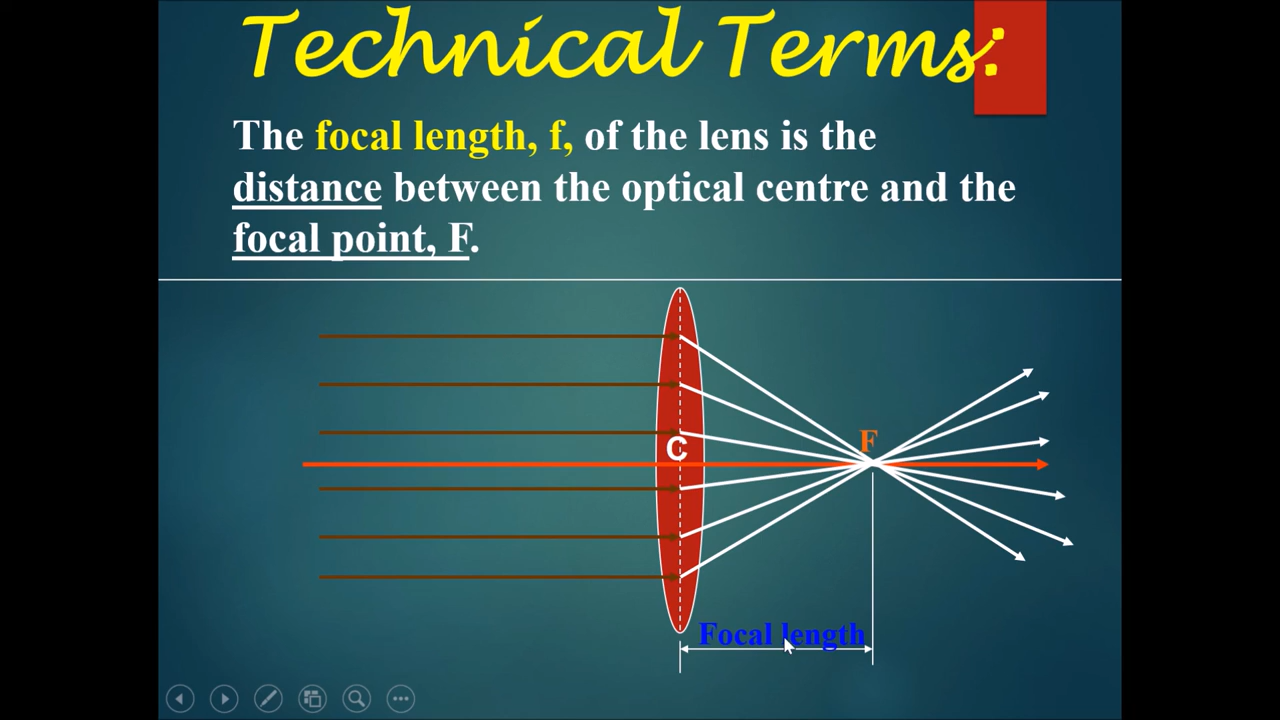 Technical Terms:
The focal length, f, of the lens is the
distance between the optical centre and the
focal point, F.
C
F
Focal length